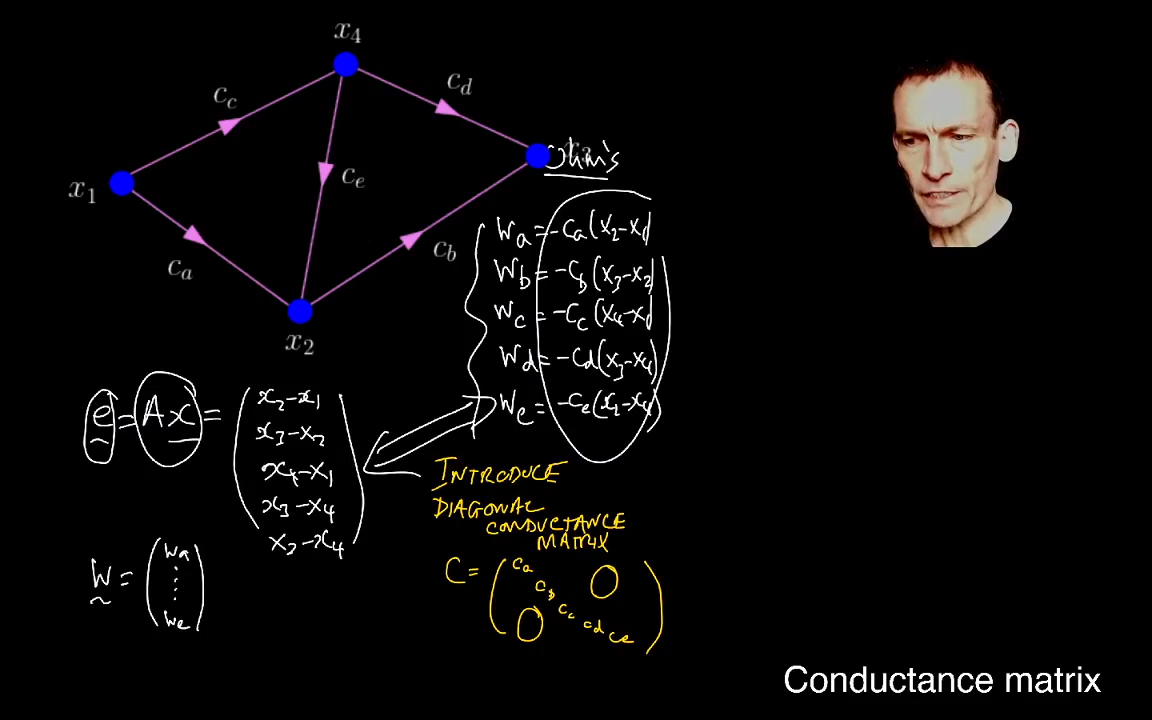 x4
cc
cd
ce
x1
ca
cb
x2
Ohm's
Wa = -Ca(X2-X1
Wb = -Cb(X3-X2)
Wc = -Cc(X4-X1
Wd = -Cd(X3-X4)
We = -Ce(X2-X4)
e = Ax = ( x2-x1
x3-x2
x4-x1
x3-x4
x2-x4 )
INTRODUCE
DIAGONAL
CONDUCTANCE
MATRIX
W = ( Wa
⋮
We )
C = ( Ca Cb Cc Cd Ce 0 0 )
Conductance matrix